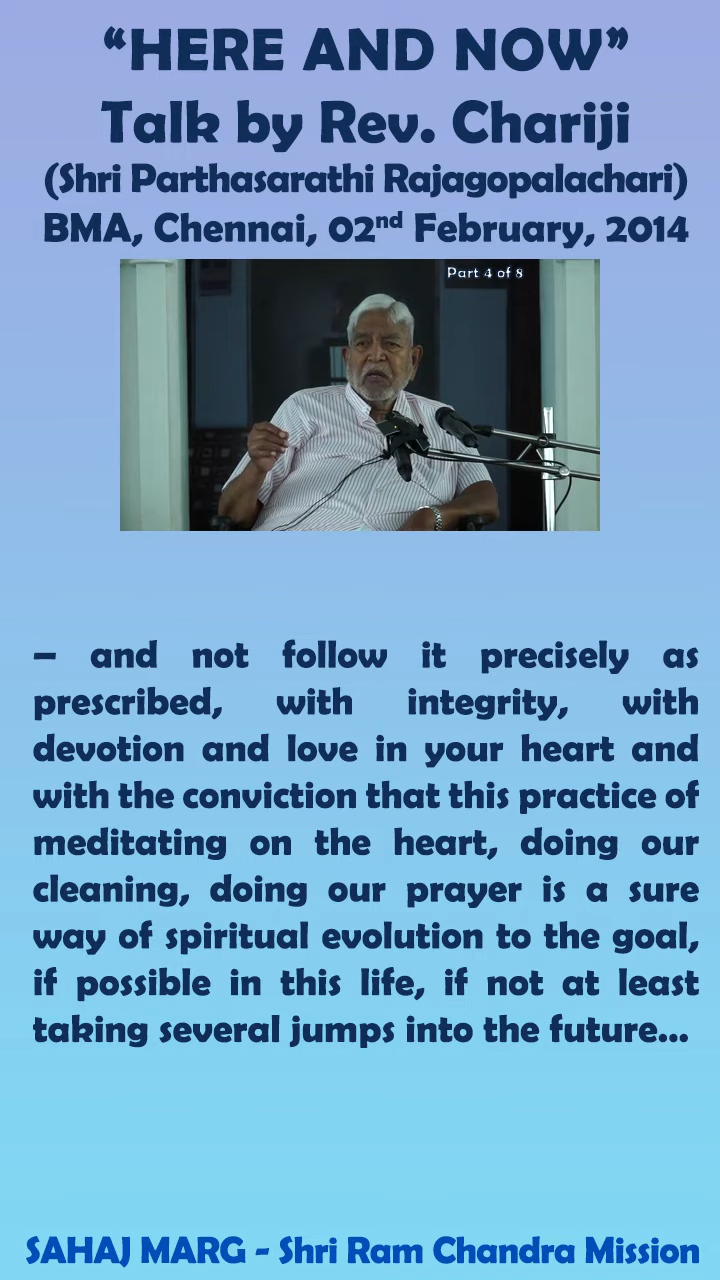 “HERE AND NOW”
Talk by Rev. Chariji
(Shri Parthasarathi Rajagopalachari)
BMA, Chennai, 02nd February, 2014
Part 4 of 8
– and not follow it precisely as
prescribed, with integrity, with
devotion and love in your heart and
with the conviction that this practice of
meditating on the heart, doing our
cleaning, doing our prayer is a sure
way of spiritual evolution to the goal,
if possible in this life, if not at least
taking several jumps into the future...
SAHAJ MARG - Shri Ram Chandra Mission